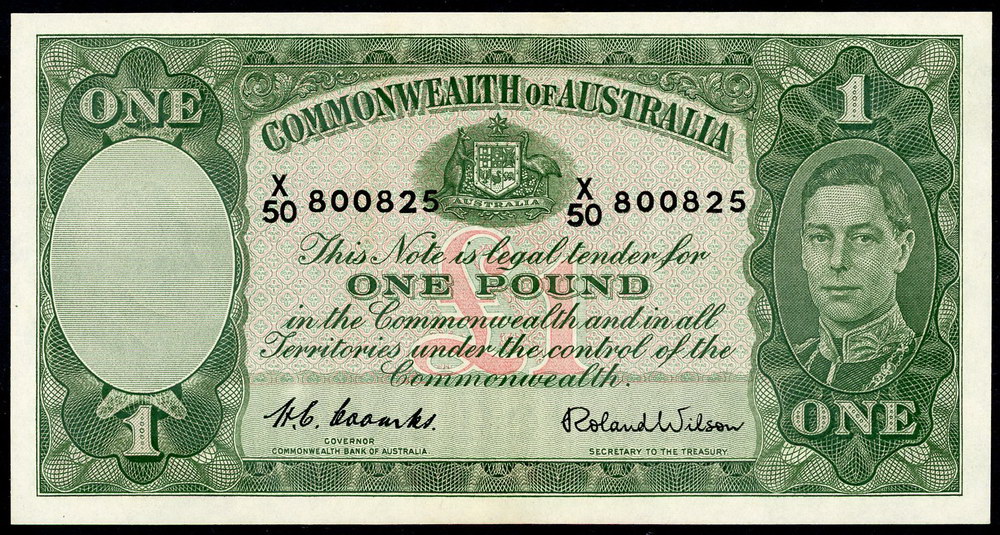 ONE
1
COMMONWEALTH OF AUSTRALIA
AUSTRALIA
X/50 800825 X/50 800825
£1
This Note is legal tender for
ONE POUND
in the Commonwealth and in all
Territories under the control of the
Commonwealth.
H.C. Coombs. Roland Wilson
GOVERNOR
COMMONWEALTH BANK OF AUSTRALIA
SECRETARY TO THE TREASURY
1
ONE